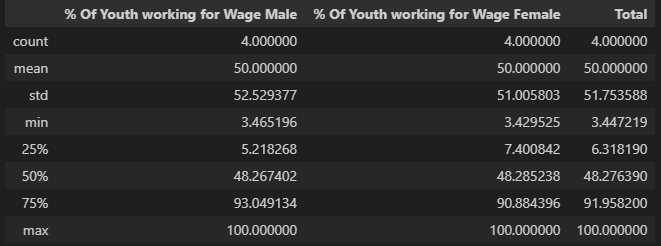 % Of Youth working for Wage Male % Of Youth working for Wage Female Total
count 4.000000 4.000000 4.000000
mean 50.000000 50.000000 50.000000
std 52.529377 51.005803 51.753588
min 3.465196 3.429525 3.447219
25% 5.218268 7.400842 6.318190
50% 48.267402 48.285238 48.276390
75% 93.049134 90.884396 91.958200
max 100.000000 100.000000 100.000000